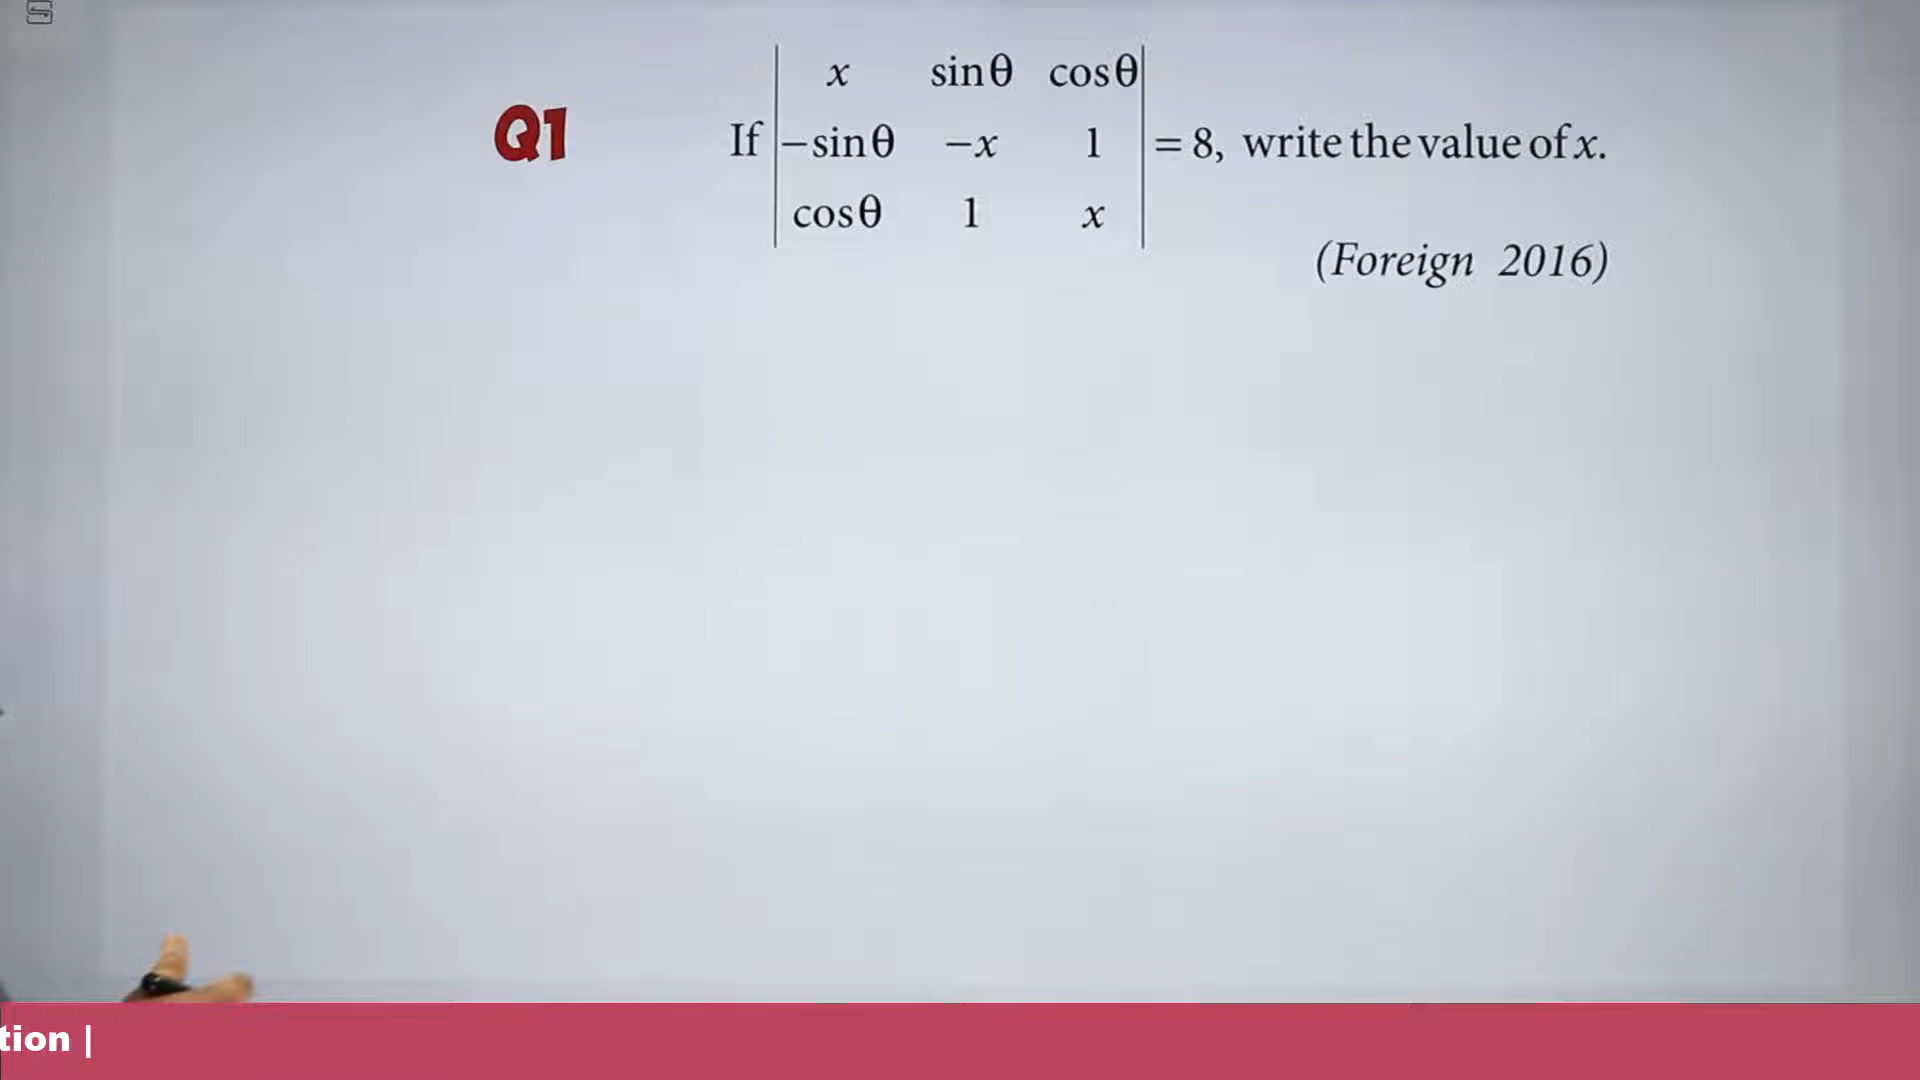 Q1
If | x sinθ cosθ |
| −sinθ −x 1 | = 8, write the value of x.
| cosθ 1 x |
(Foreign 2016)
tion |